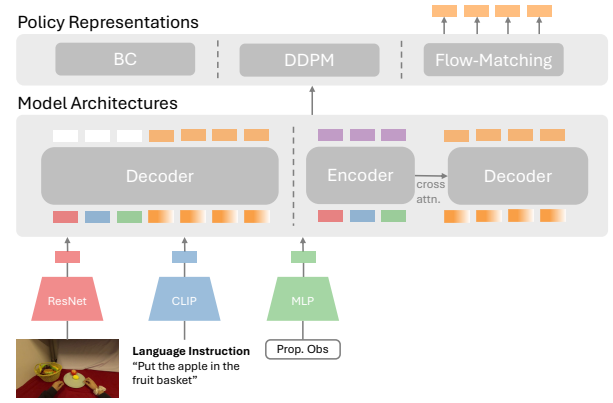 Policy Representations
BC
DDPM
Flow-Matching
Model Architectures
Decoder
Encoder
cross
attn.
Decoder
ResNet
CLIP
MLP
Language Instruction
“Put the apple in the
fruit basket”
Prop. Obs